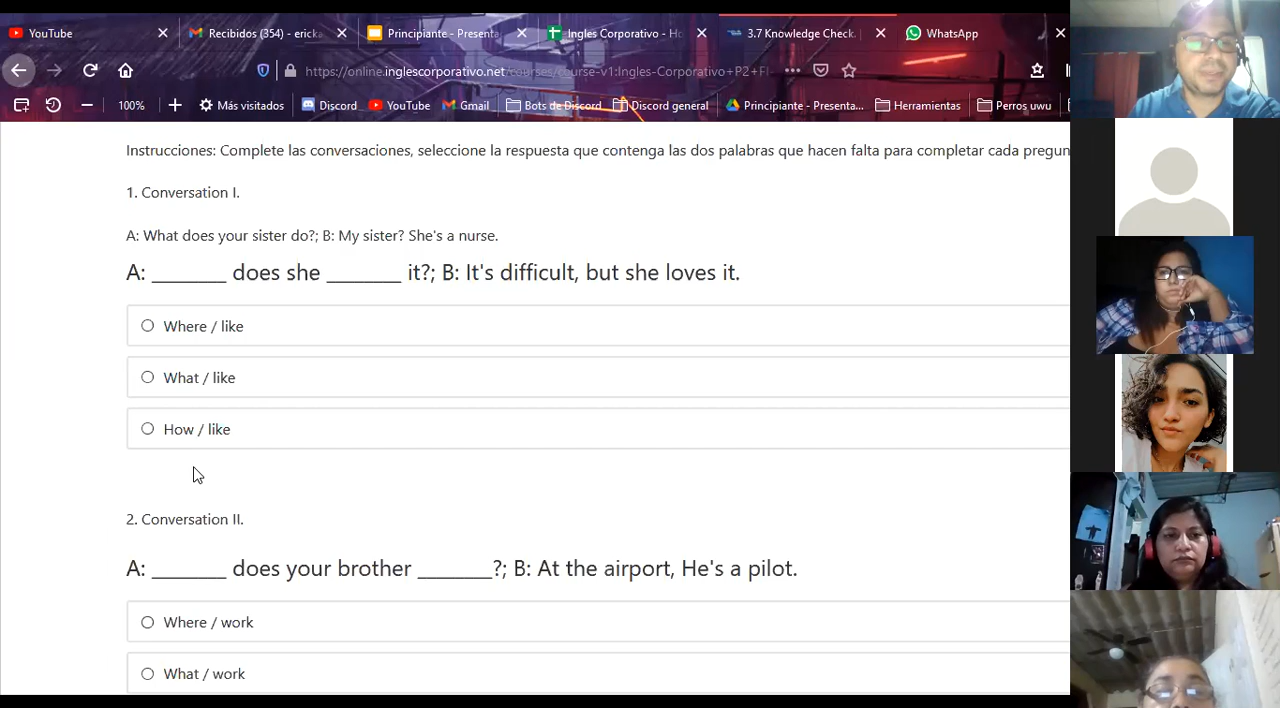 YouTube
Recibidos (354) - ericka
Principiante - Presenta
Ingles Corporativo - Ho
3.7 Knowledge Check.
WhatsApp
https://online.inglescorporativo.net/courses/course-v1:Ingles-Corporativo+P2+FI
100%
Más visitados
Discord
YouTube
Gmail
Bots de Discord
Discord general
Principiante - Presenta...
Herramientas
Perros uwu
Instrucciones: Complete las conversaciones, seleccione la respuesta que contenga las dos palabras que hacen falta para completar cada pregun
1. Conversation I.
A: What does your sister do?; B: My sister? She's a nurse.
A: ________ does she ________ it?; B: It's difficult, but she loves it.
Where / like
What / like
How / like
2. Conversation II.
A: ________ does your brother ________?; B: At the airport, He's a pilot.
Where / work
What / work